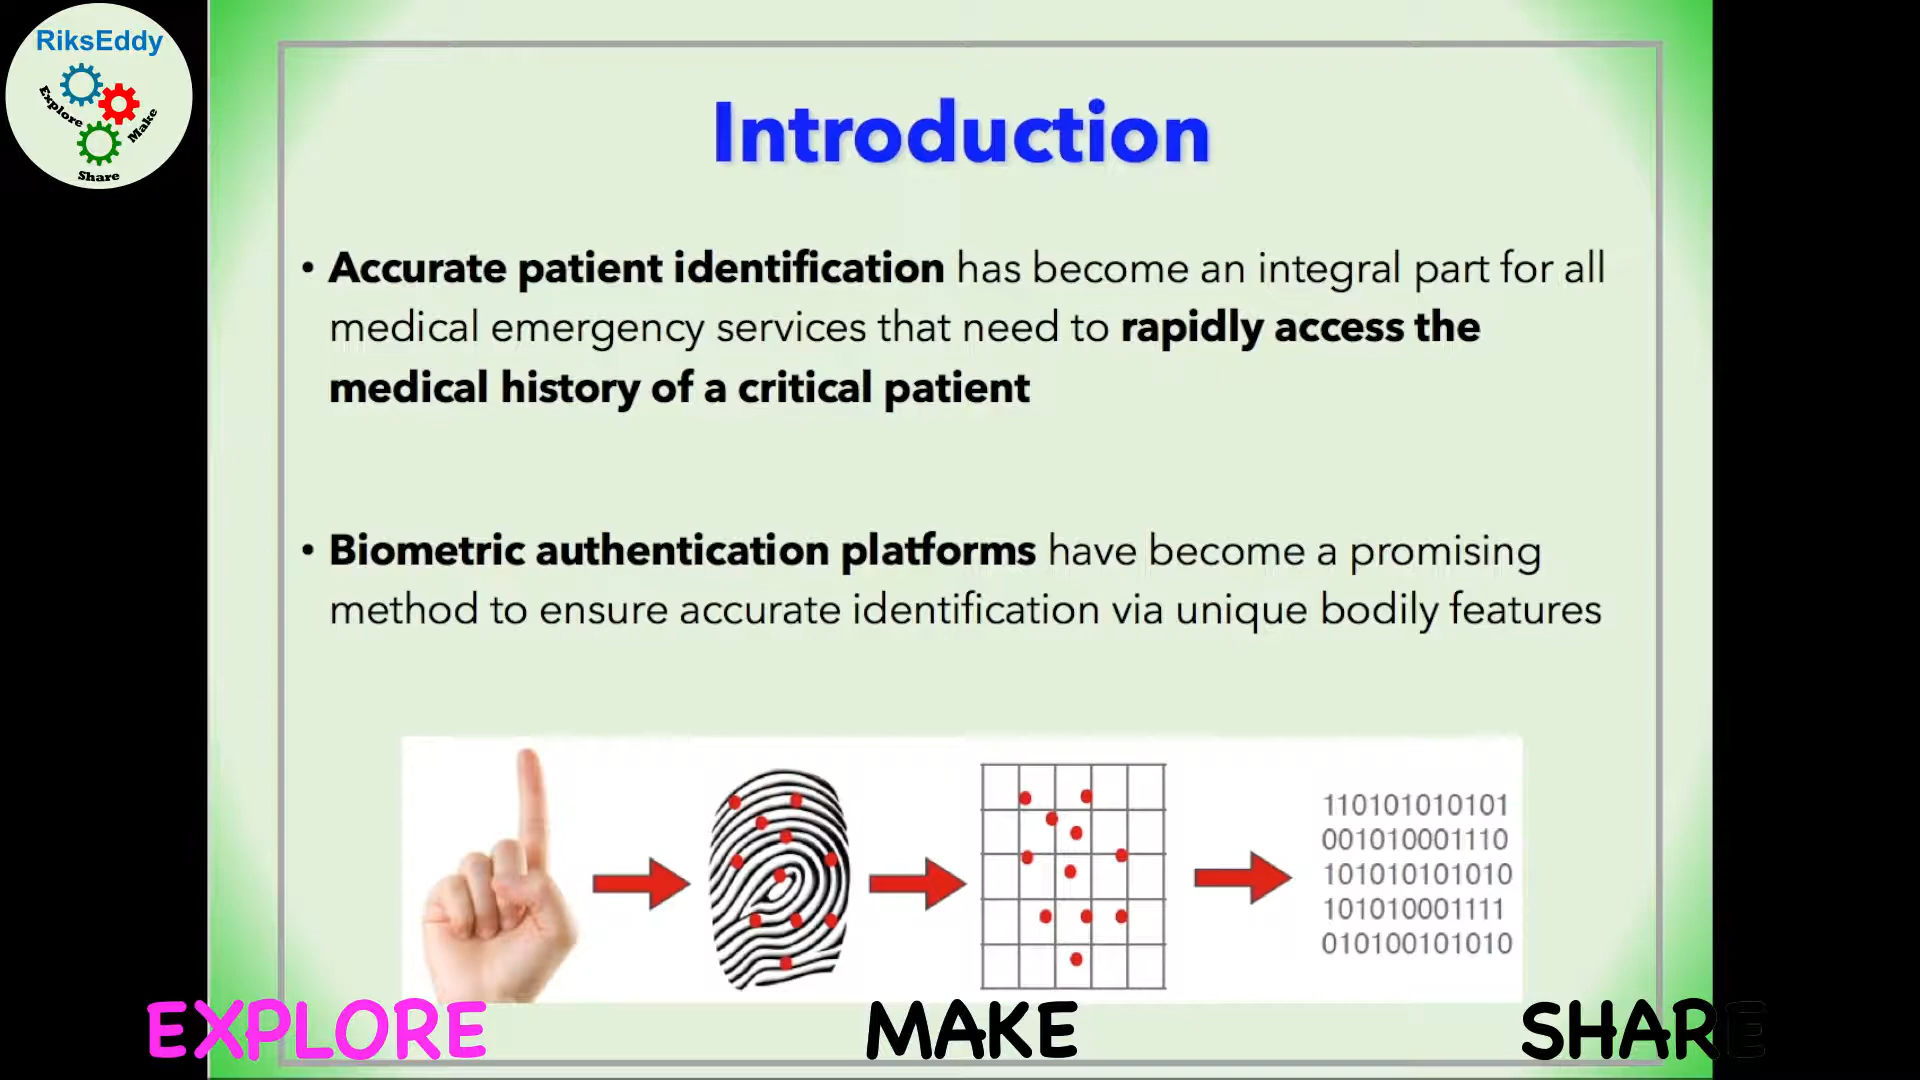 RiksEddy
Explore
Make
Share
Introduction
• Accurate patient identification has become an integral part for all
medical emergency services that need to rapidly access the
medical history of a critical patient
• Biometric authentication platforms have become a promising
method to ensure accurate identification via unique bodily features
110101010101
001010001110
101010101010
101010001111
010100101010
EXPLORE MAKE SHARE